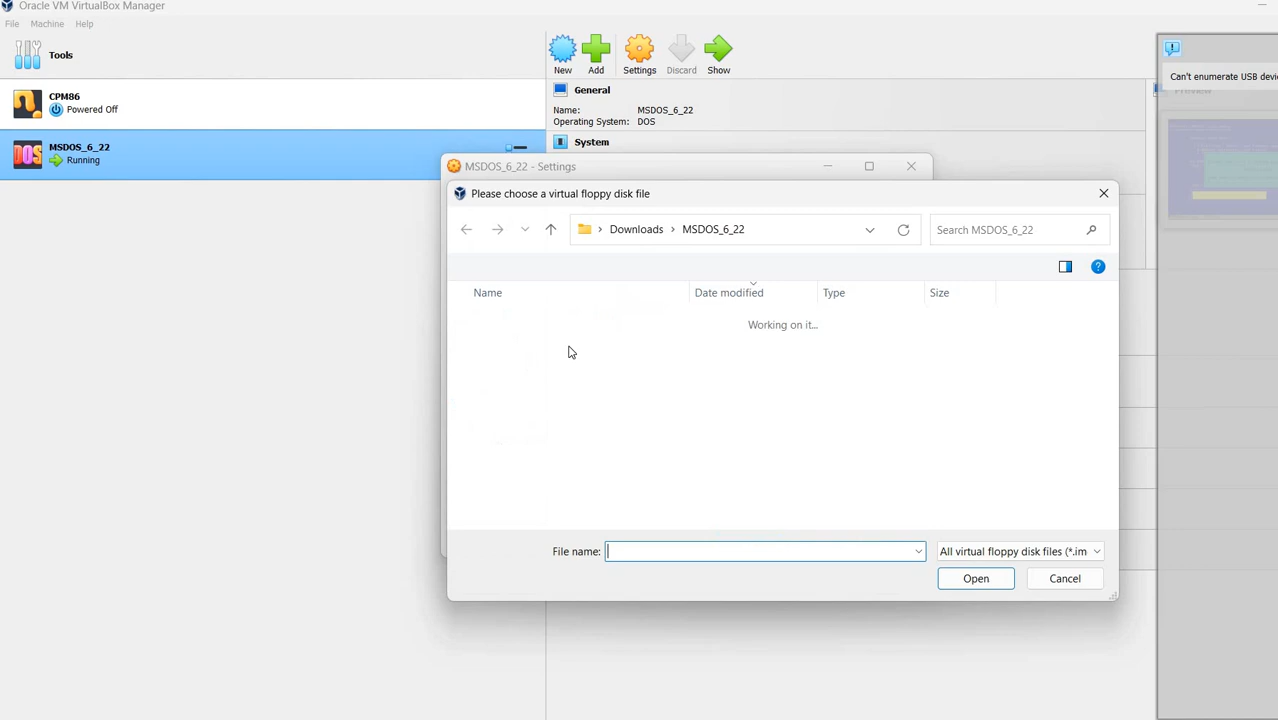 Oracle VM VirtualBox Manager
File Machine Help
Tools
New Add Settings Discard Show
CPM86
Powered Off
MSDOS_6_22
Running
General
Name: MSDOS_6_22
Operating System: DOS
System
Can't enumerate USB devi
MSDOS_6_22 - Settings
Please choose a virtual floppy disk file
Downloads > MSDOS_6_22
Search MSDOS_6_22
Name Date modified Type Size
Working on it...
File name:
All virtual floppy disk files (*.im
Open Cancel